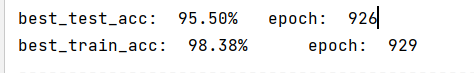 best_test_acc:  95.50%   epoch:  926
best_train_acc:  98.38%      epoch:  929